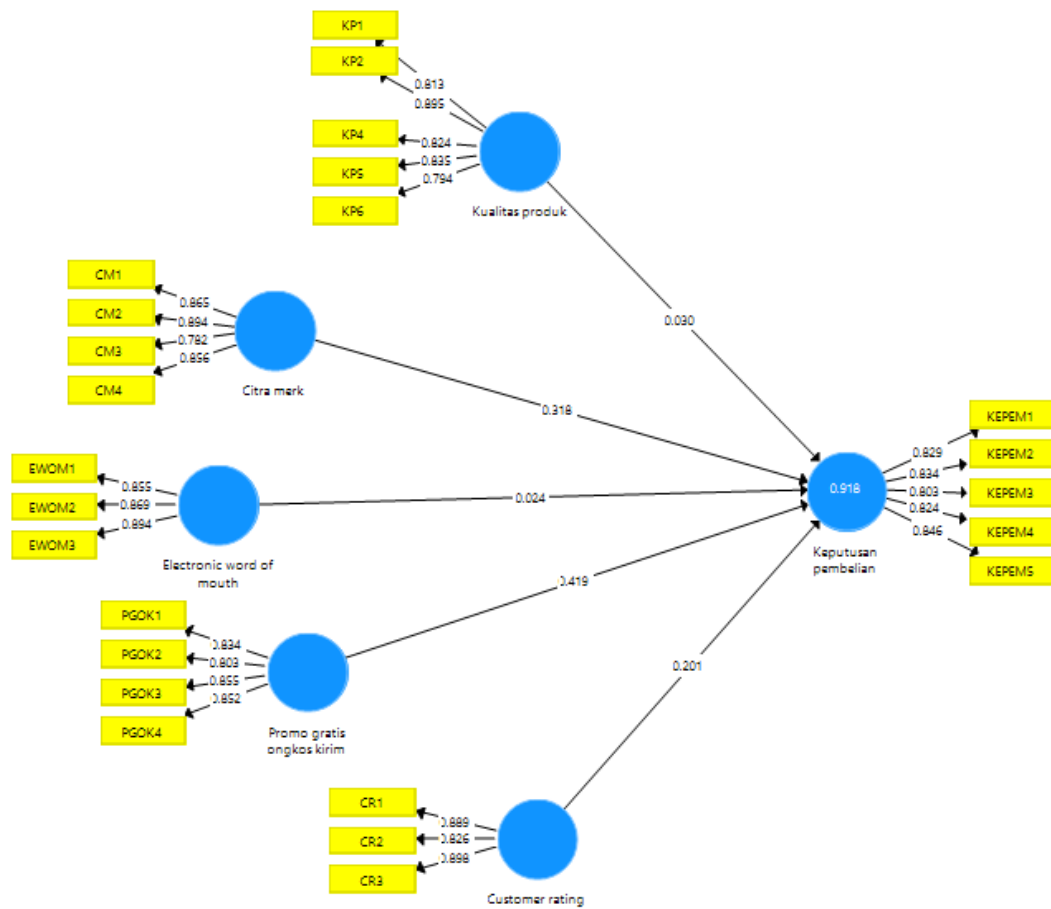 KP1
KP2
KP4
KP5
KP6
0.813
0.895
0.824
0.835
0.794
Kualitas produk
0.030
CM1
CM2
CM3
CM4
0.865
0.894
0.782
0.856
Citra merk
0.318
EWOM1
EWOM2
EWOM3
0.855
0.869
0.894
Electronic word of
mouth
0.024
PGOK1
PGOK2
PGOK3
PGOK4
0.834
0.803
0.855
0.852
Promo gratis
ongkos kirim
0.419
CR1
CR2
CR3
0.889
0.826
0.898
Customer rating
0.201
0.918
Keputusan
pembelian
0.829
0.834
0.803
0.824
0.846
KEPEM1
KEPEM2
KEPEM3
KEPEM4
KEPEM5